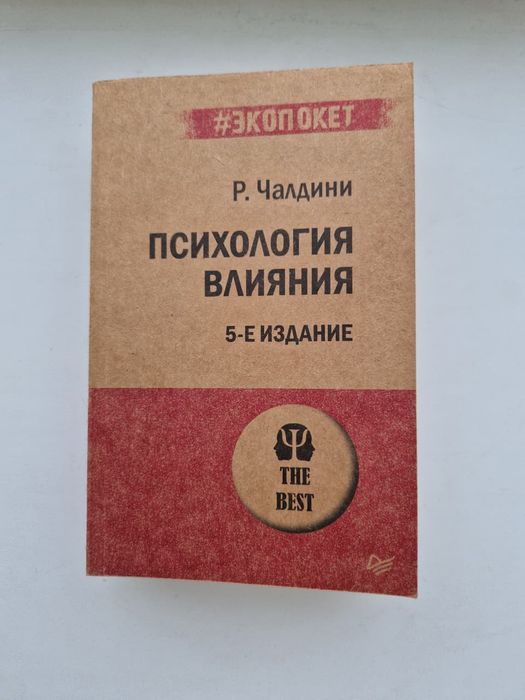 #ЭКОПОКЕТ
Р. Чалдини
ПСИХОЛОГИЯ
ВЛИЯНИЯ
5-Е ИЗДАНИЕ
THE
BEST